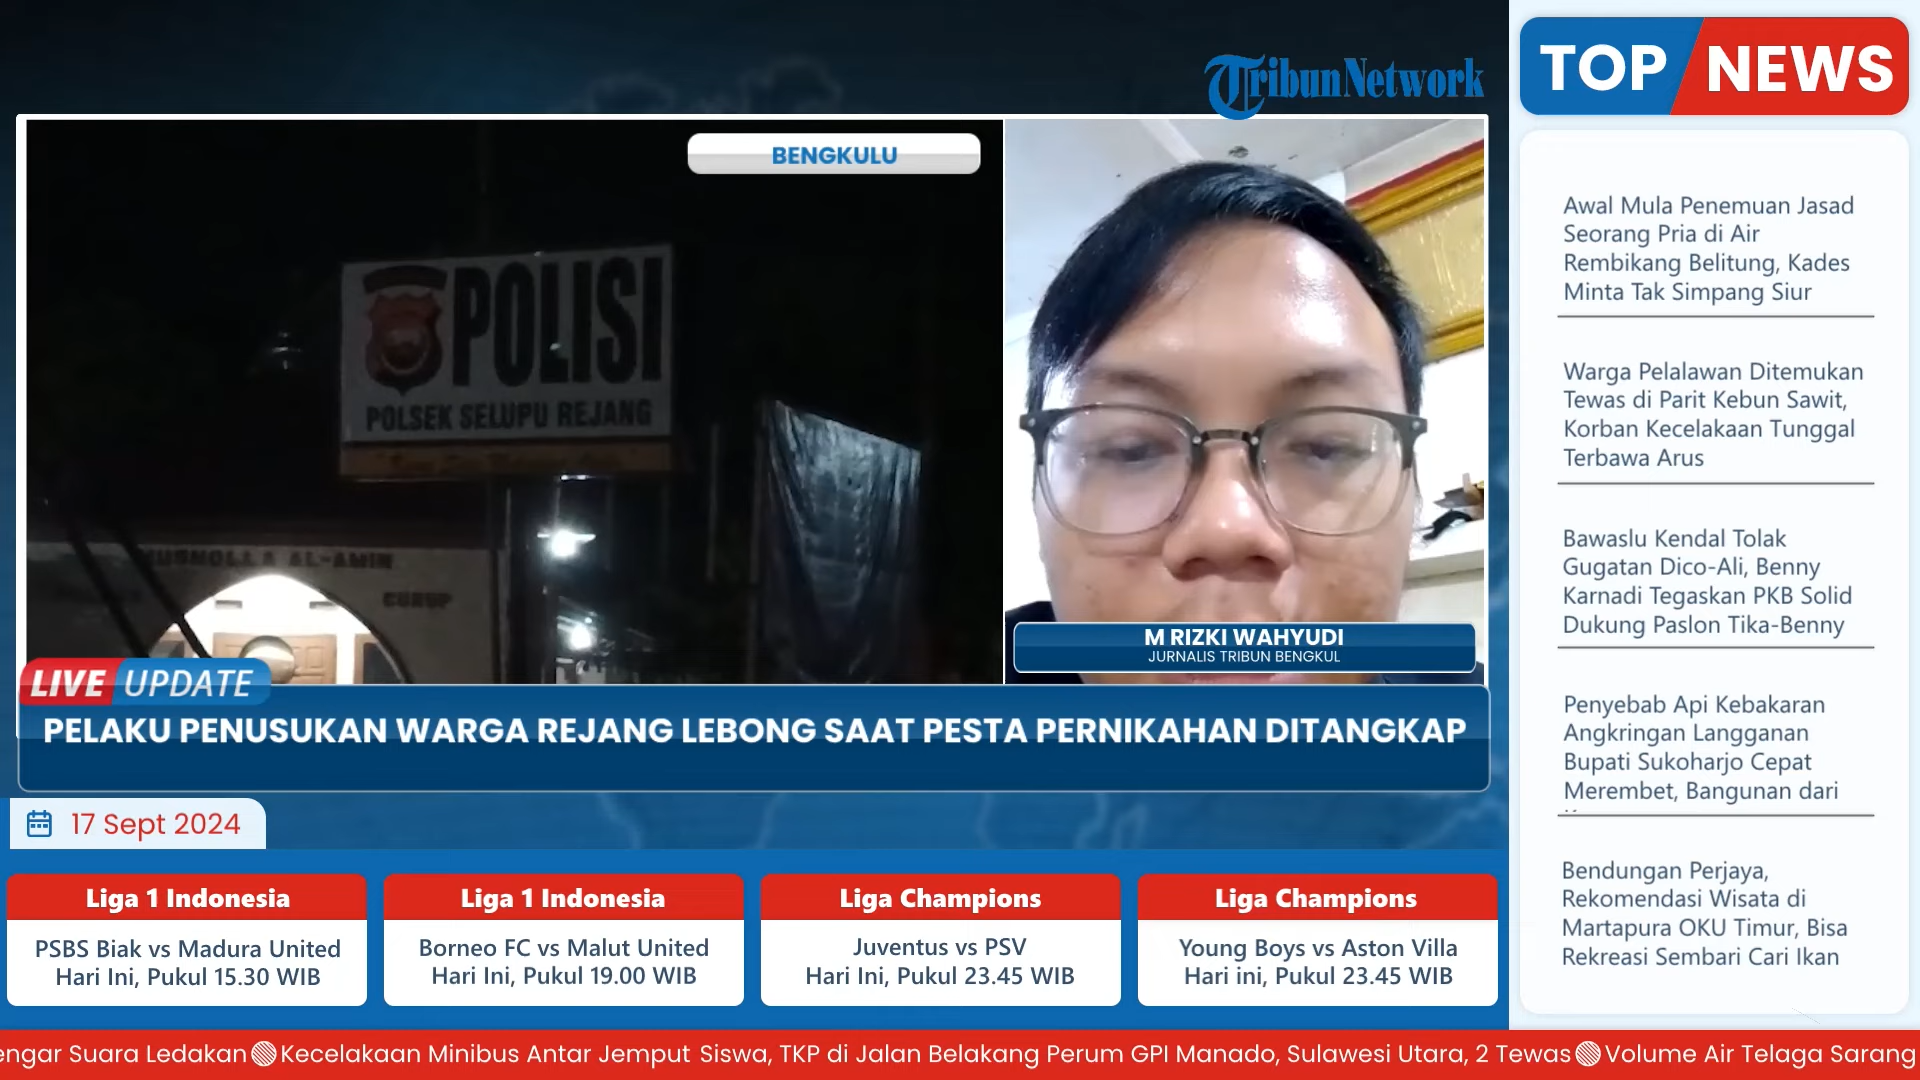 TribunNetwork
TOP NEWS
BENGKULU
POLISI
POLSEK SELUPU REJANG
MUSHOLLA AL-AMIN
CURUP
M RIZKI WAHYUDI
JURNALIS TRIBUN BENGKUL
LIVE UPDATE
PELAKU PENUSUKAN WARGA REJANG LEBONG SAAT PESTA PERNIKAHAN DITANGKAP
17 Sept 2024
Liga 1 Indonesia
PSBS Biak vs Madura United
Hari Ini, Pukul 15.30 WIB
Liga 1 Indonesia
Borneo FC vs Malut United
Hari Ini, Pukul 19.00 WIB
Liga Champions
Juventus vs PSV
Hari Ini, Pukul 23.45 WIB
Liga Champions
Young Boys vs Aston Villa
Hari ini, Pukul 23.45 WIB
Awal Mula Penemuan Jasad
Seorang Pria di Air
Rembikang Belitung, Kades
Minta Tak Simpang Siur
Warga Pelalawan Ditemukan
Tewas di Parit Kebun Sawit,
Korban Kecelakaan Tunggal
Terbawa Arus
Bawaslu Kendal Tolak
Gugatan Dico-Ali, Benny
Karnadi Tegaskan PKB Solid
Dukung Paslon Tika-Benny
Penyebab Api Kebakaran
Angkringan Langganan
Bupati Sukoharjo Cepat
Merembet, Bangunan dari
Bendungan Perjaya,
Rekomendasi Wisata di
Martapura OKU Timur, Bisa
Rekreasi Sembari Cari Ikan
engar Suara Ledakan Kecelakaan Minibus Antar Jemput Siswa, TKP di Jalan Belakang Perum GPI Manado, Sulawesi Utara, 2 Tewas Volume Air Telaga Sarang